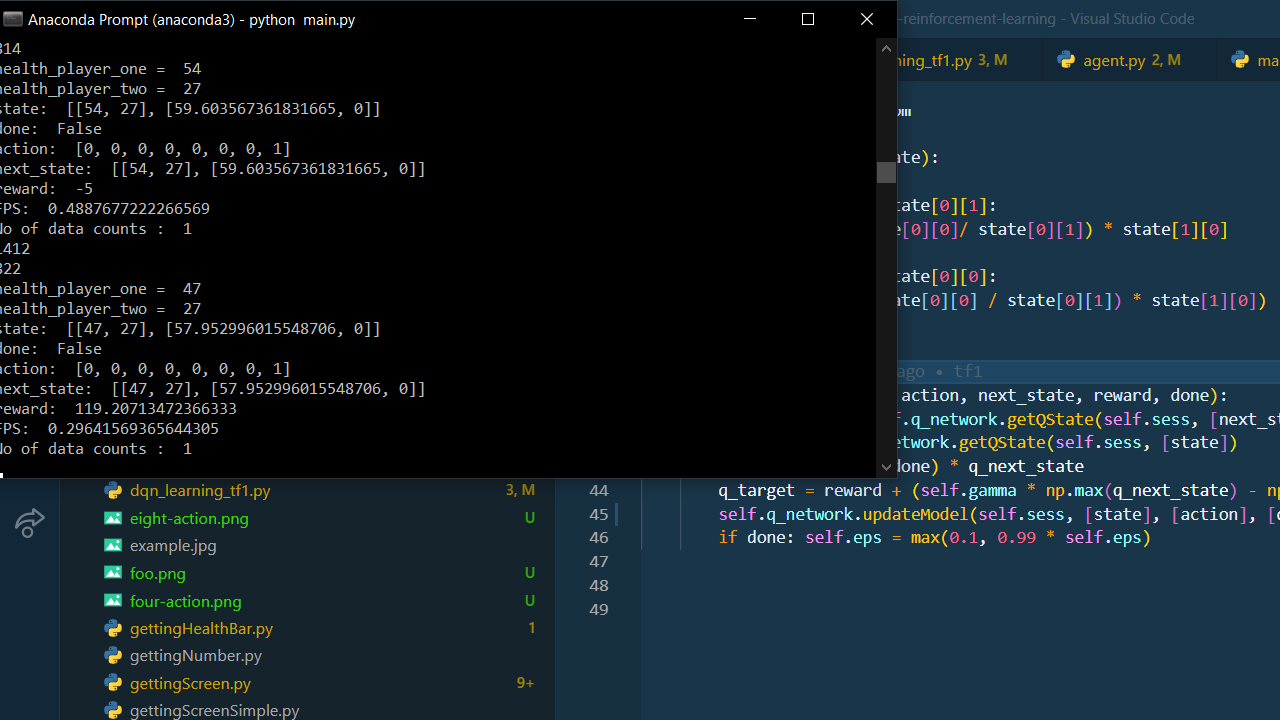 Anaconda Prompt (anaconda3) - python main.py
314
health_player_one =  54
health_player_two =  27
state:  [[54, 27], [59.603567361831665, 0]]
done:  False
action:  [0, 0, 0, 0, 0, 0, 0, 1]
next_state:  [[54, 27], [59.603567361831665, 0]]
reward:  -5
FPS:  0.4887677222266569
No of data counts :  1
1412
322
health_player_one =  47
health_player_two =  27
state:  [[47, 27], [57.952996015548706, 0]]
done:  False
action:  [0, 0, 0, 0, 0, 0, 0, 1]
next_state:  [[47, 27], [57.952996015548706, 0]]
reward:  119.20713472366333
FPS:  0.29641569365644305
No of data counts :  1
-reinforcement-learning - Visual Studio Code
ning_tf1.py 3, M
agent.py 2, M
ma
ate):
tate[0][1]:
e[0][0]/ state[0][1]) * state[1][0]
tate[0][0]:
ate[0][0] / state[0][1]) * state[1][0])
ago • tf1
action, next_state, reward, done):
f.q_network.getQState(self.sess, [next_st
etwork.getQState(self.sess, [state])
done) * q_next_state
44 q_target = reward + (self.gamma * np.max(q_next_state) - np
45 self.q_network.updateModel(self.sess, [state], [action], [
46 if done: self.eps = max(0.1, 0.99 * self.eps)
47
48
49
dqn_learning_tf1.py 3, M
eight-action.png U
example.jpg
foo.png U
four-action.png U
gettingHealthBar.py 1
gettingNumber.py
gettingScreen.py 9+
gettingScreenSimple.py